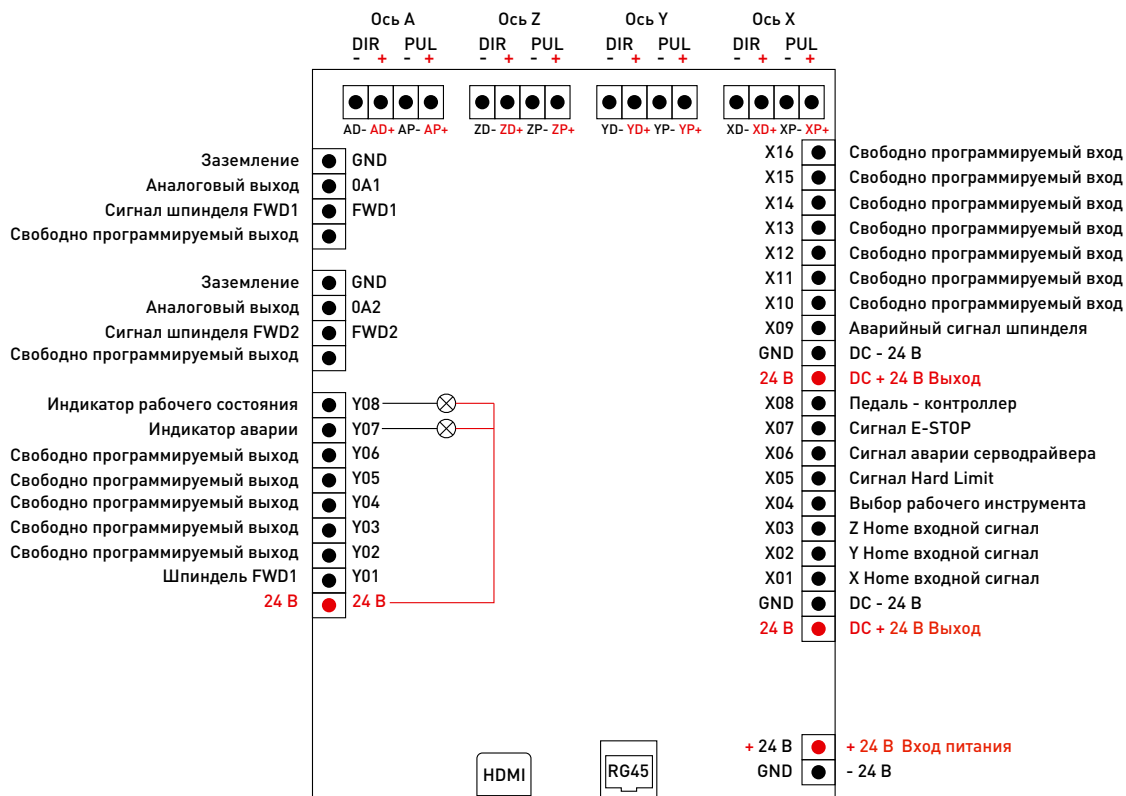 Ось A Ось Z Ось Y Ось X
DIR PUL DIR PUL DIR PUL DIR PUL
- + - + - + - + - + - + - + - +
AD- AD+ AP- AP+ ZD- ZD+ ZP- ZP+ YD- YD+ YP- YP+ XD- XD+ XP- XP+
Заземление GND
Аналоговый выход 0A1
Сигнал шпинделя FWD1 FWD1
Свободно программируемый выход
Заземление GND
Аналоговый выход 0A2
Сигнал шпинделя FWD2 FWD2
Свободно программируемый выход
Индикатор рабочего состояния Y08
Индикатор аварии Y07
Свободно программируемый выход Y06
Свободно программируемый выход Y05
Свободно программируемый выход Y04
Свободно программируемый выход Y03
Свободно программируемый выход Y02
Шпиндель FWD1 Y01
24 В 24 В
X16 Свободно программируемый вход
X15 Свободно программируемый вход
X14 Свободно программируемый вход
X13 Свободно программируемый вход
X12 Свободно программируемый вход
X11 Свободно программируемый вход
X10 Свободно программируемый вход
X09 Аварийный сигнал шпинделя
GND DC - 24 В
24 В DC + 24 В Выход
X08 Педаль - контроллер
X07 Сигнал E-STOP
X06 Сигнал аварии серводрайвера
X05 Сигнал Hard Limit
X04 Выбор рабочего инструмента
X03 Z Home входной сигнал
X02 Y Home входной сигнал
X01 X Home входной сигнал
GND DC - 24 В
24 В DC + 24 В Выход
+ 24 В + 24 В Вход питания
GND - 24 В
HDMI RG45